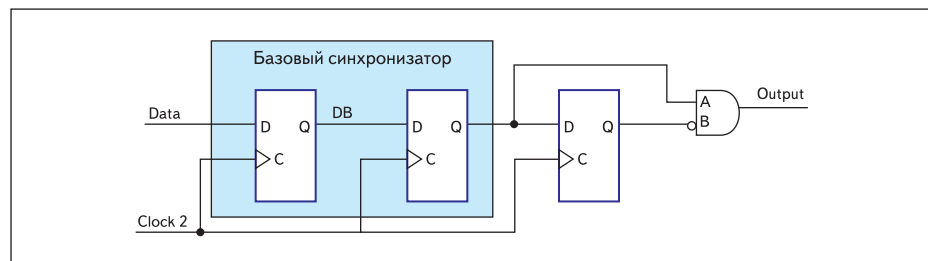 Базовый синхронизатор
Data
D Q
C
DB
D Q
C
D Q
C
A
B
Output
Clock 2